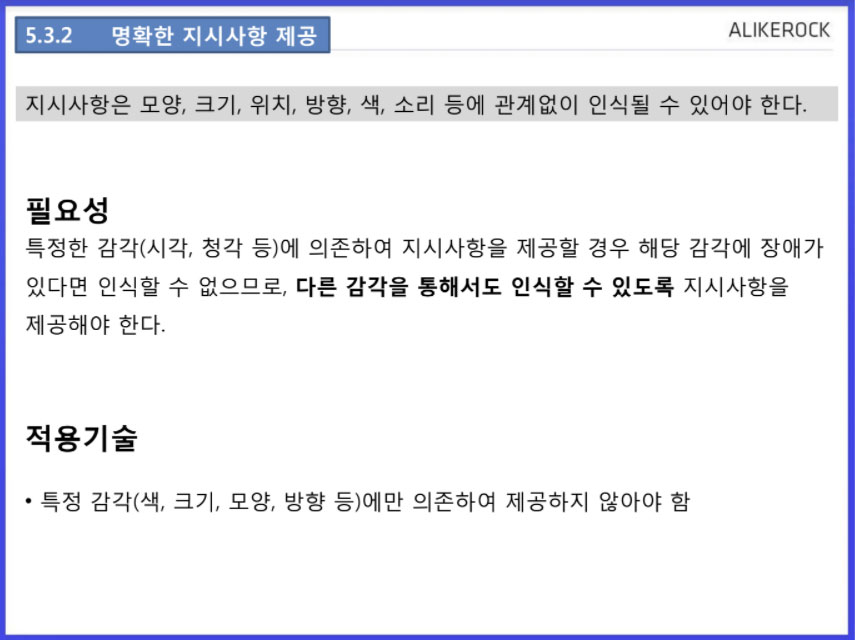 5.3.2 명확한 지시사항 제공
ALIKEROCK
지시사항은 모양, 크기, 위치, 방향, 색, 소리 등에 관계없이 인식될 수 있어야 한다.
필요성
특정한 감각(시각, 청각 등)에 의존하여 지시사항을 제공할 경우 해당 감각에 장애가
있다면 인식할 수 없으므로, 다른 감각을 통해서도 인식할 수 있도록 지시사항을
제공해야 한다.
적용기술
• 특정 감각(색, 크기, 모양, 방향 등)에만 의존하여 제공하지 않아야 함